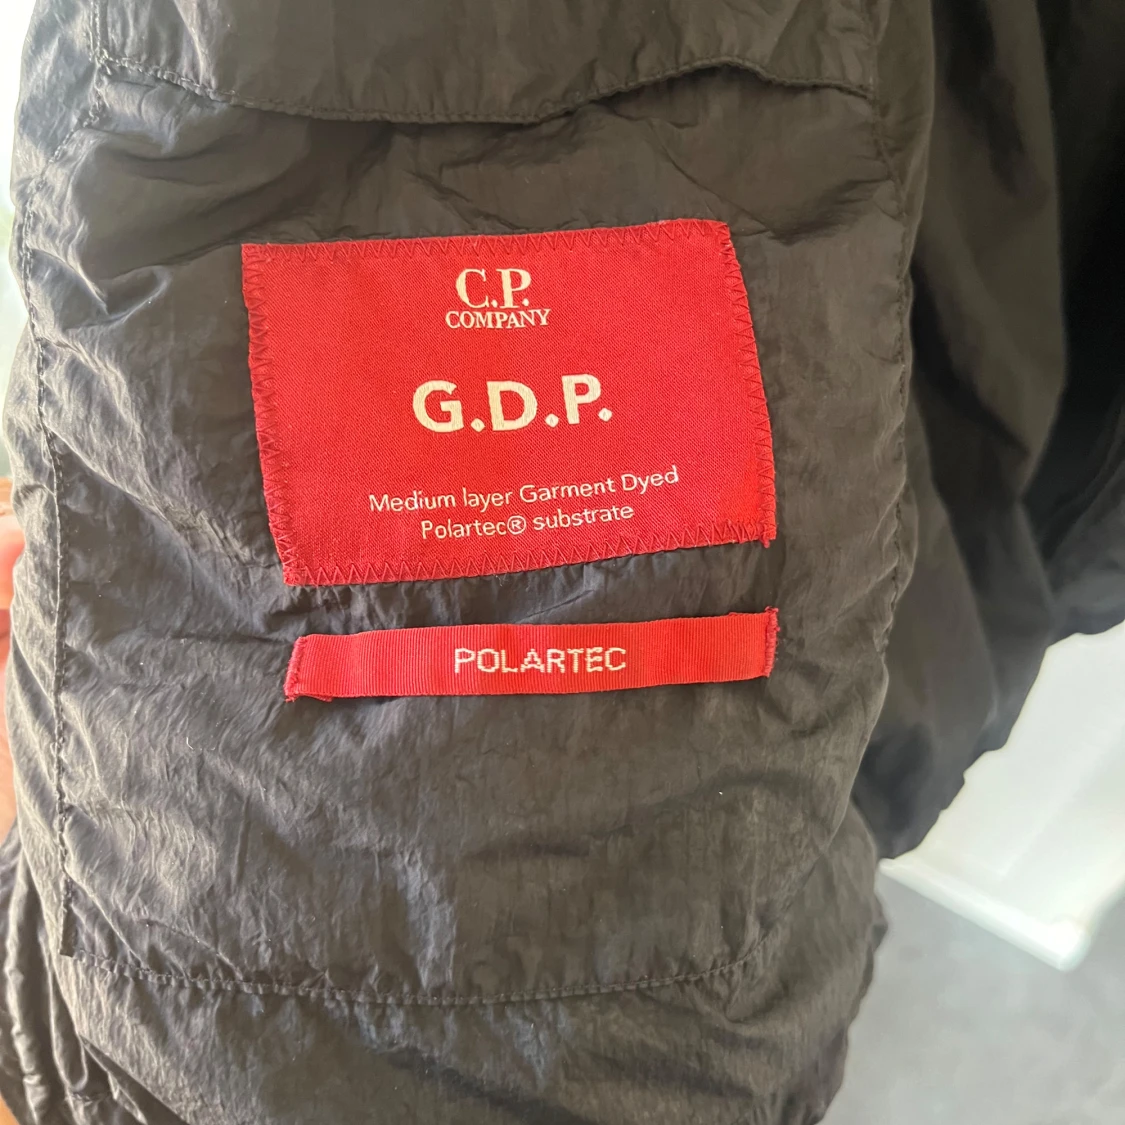 C.P.
COMPANY
G.D.P.
Medium layer Garment Dyed
Polartec® substrate
POLARTEC